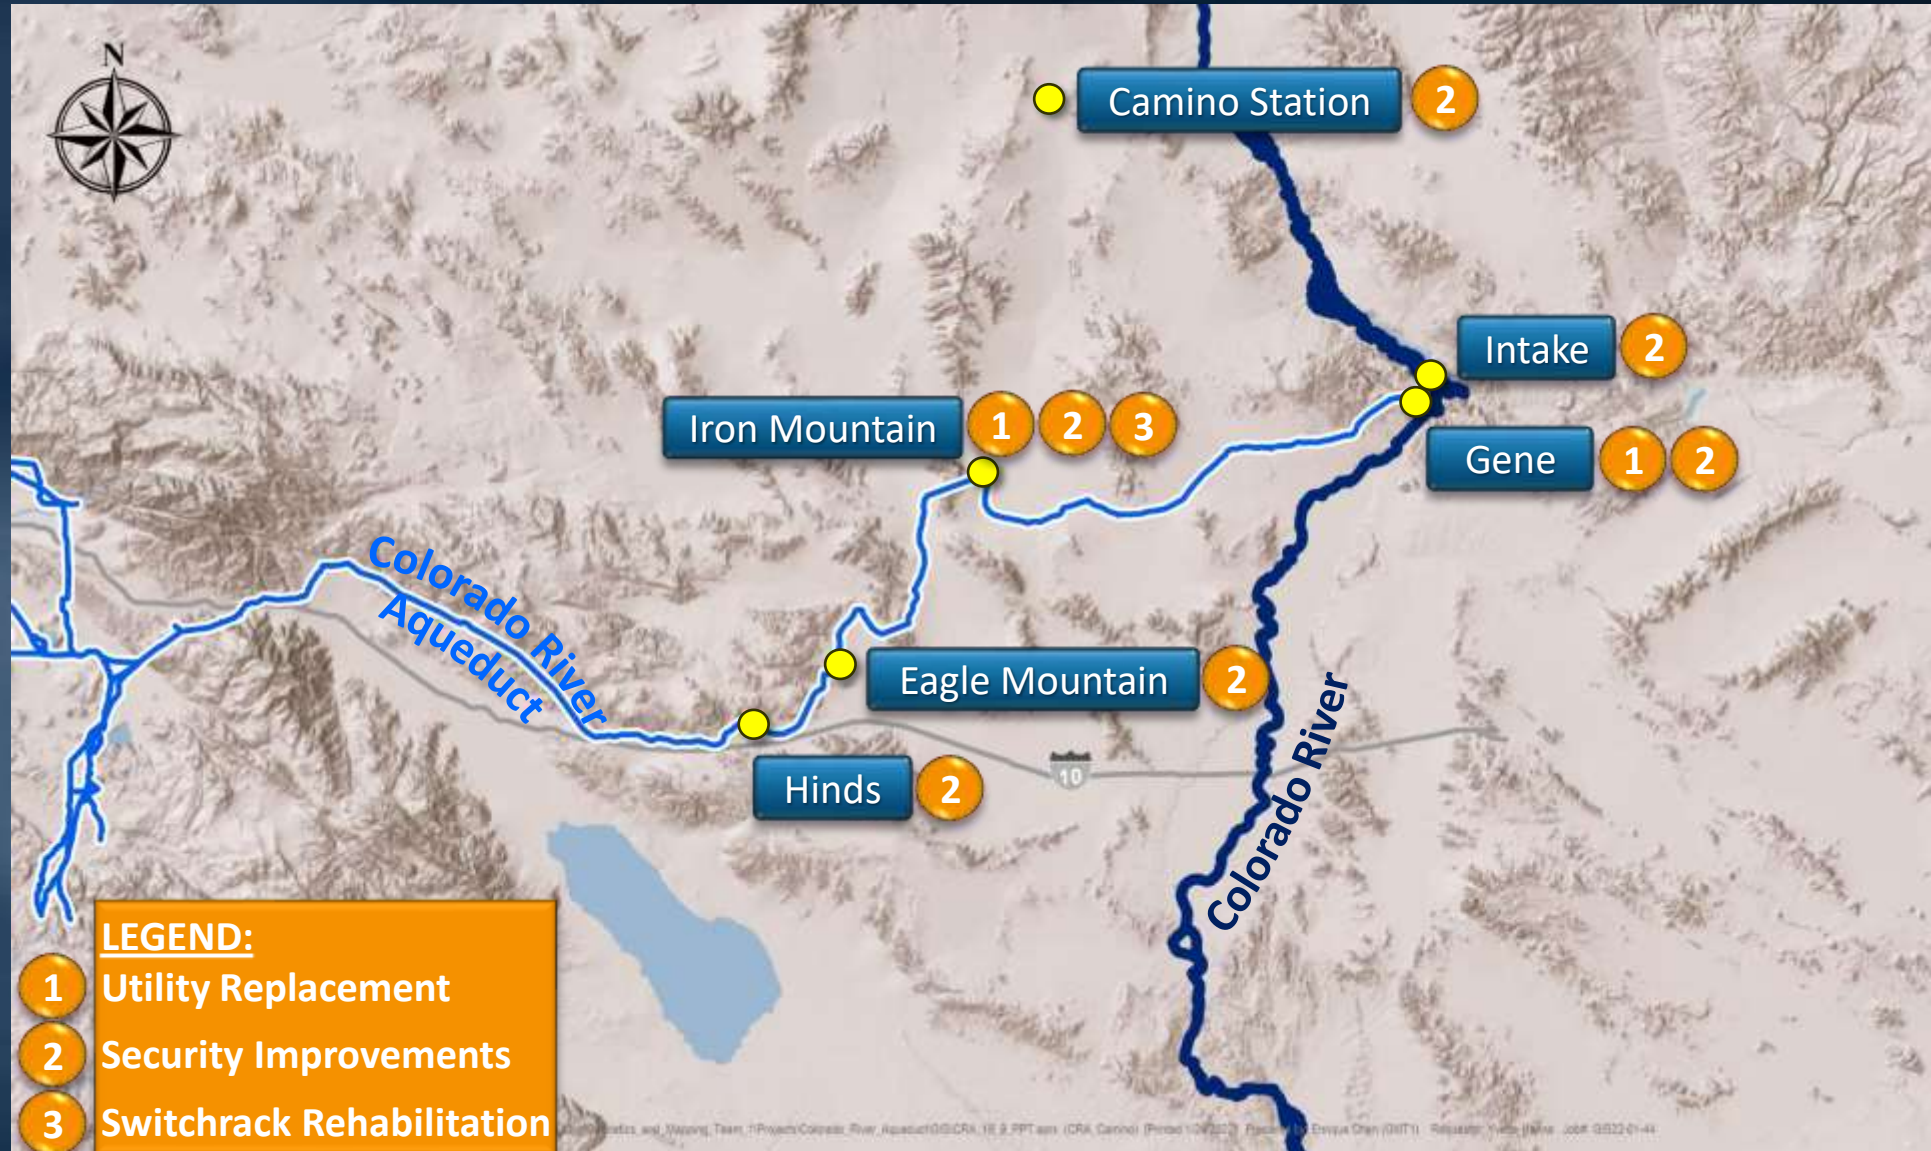 N
Camino Station 2
Intake 2
Iron Mountain 1 2 3
Gene 1 2
Colorado River
Aqueduct
Eagle Mountain 2
Colorado River
10
Hinds 2
LEGEND:
1 Utility Replacement
2 Security Improvements
3 Switchrack Rehabilitation